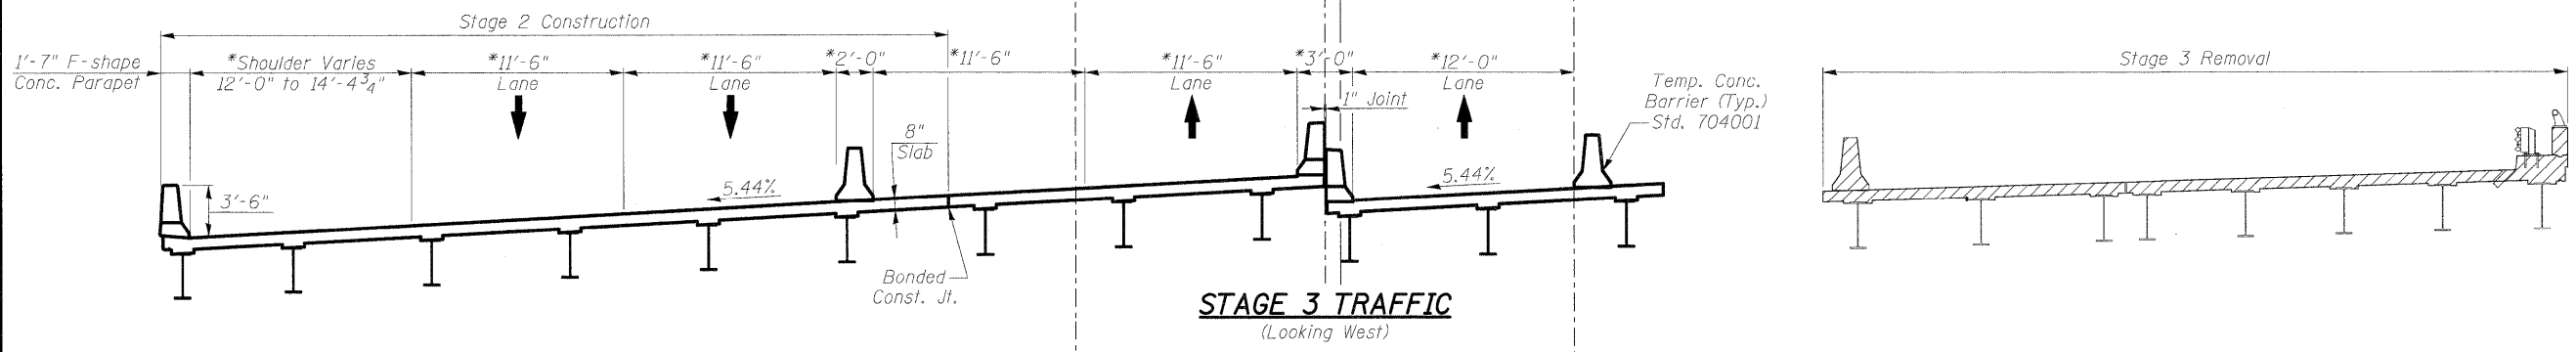 Stage 2 Construction
1'-7" F-shape
Conc. Parapet
*Shoulder Varies
12'-0" to 14'-4¾"
*11'-6"
Lane
*11'-6"
Lane
*2'-0"
*11'-6"
*11'-6"
Lane
*3'-0"
*12'-0"
Lane
1" Joint
Temp. Conc.
Barrier (Typ.)
Std. 704001
Stage 3 Removal
8"
Slab
3'-6"
5.44%
5.44%
Bonded
Const. Jt.
STAGE 3 TRAFFIC
(Looking West)